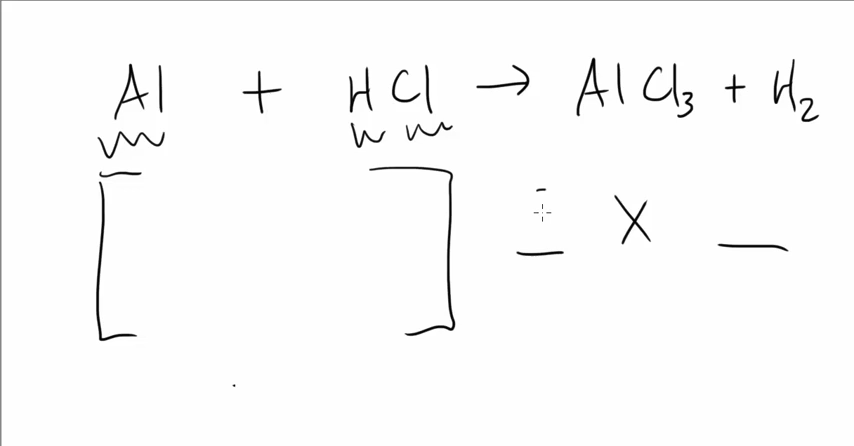 Al + HCl → AlCl₃ + H₂
X